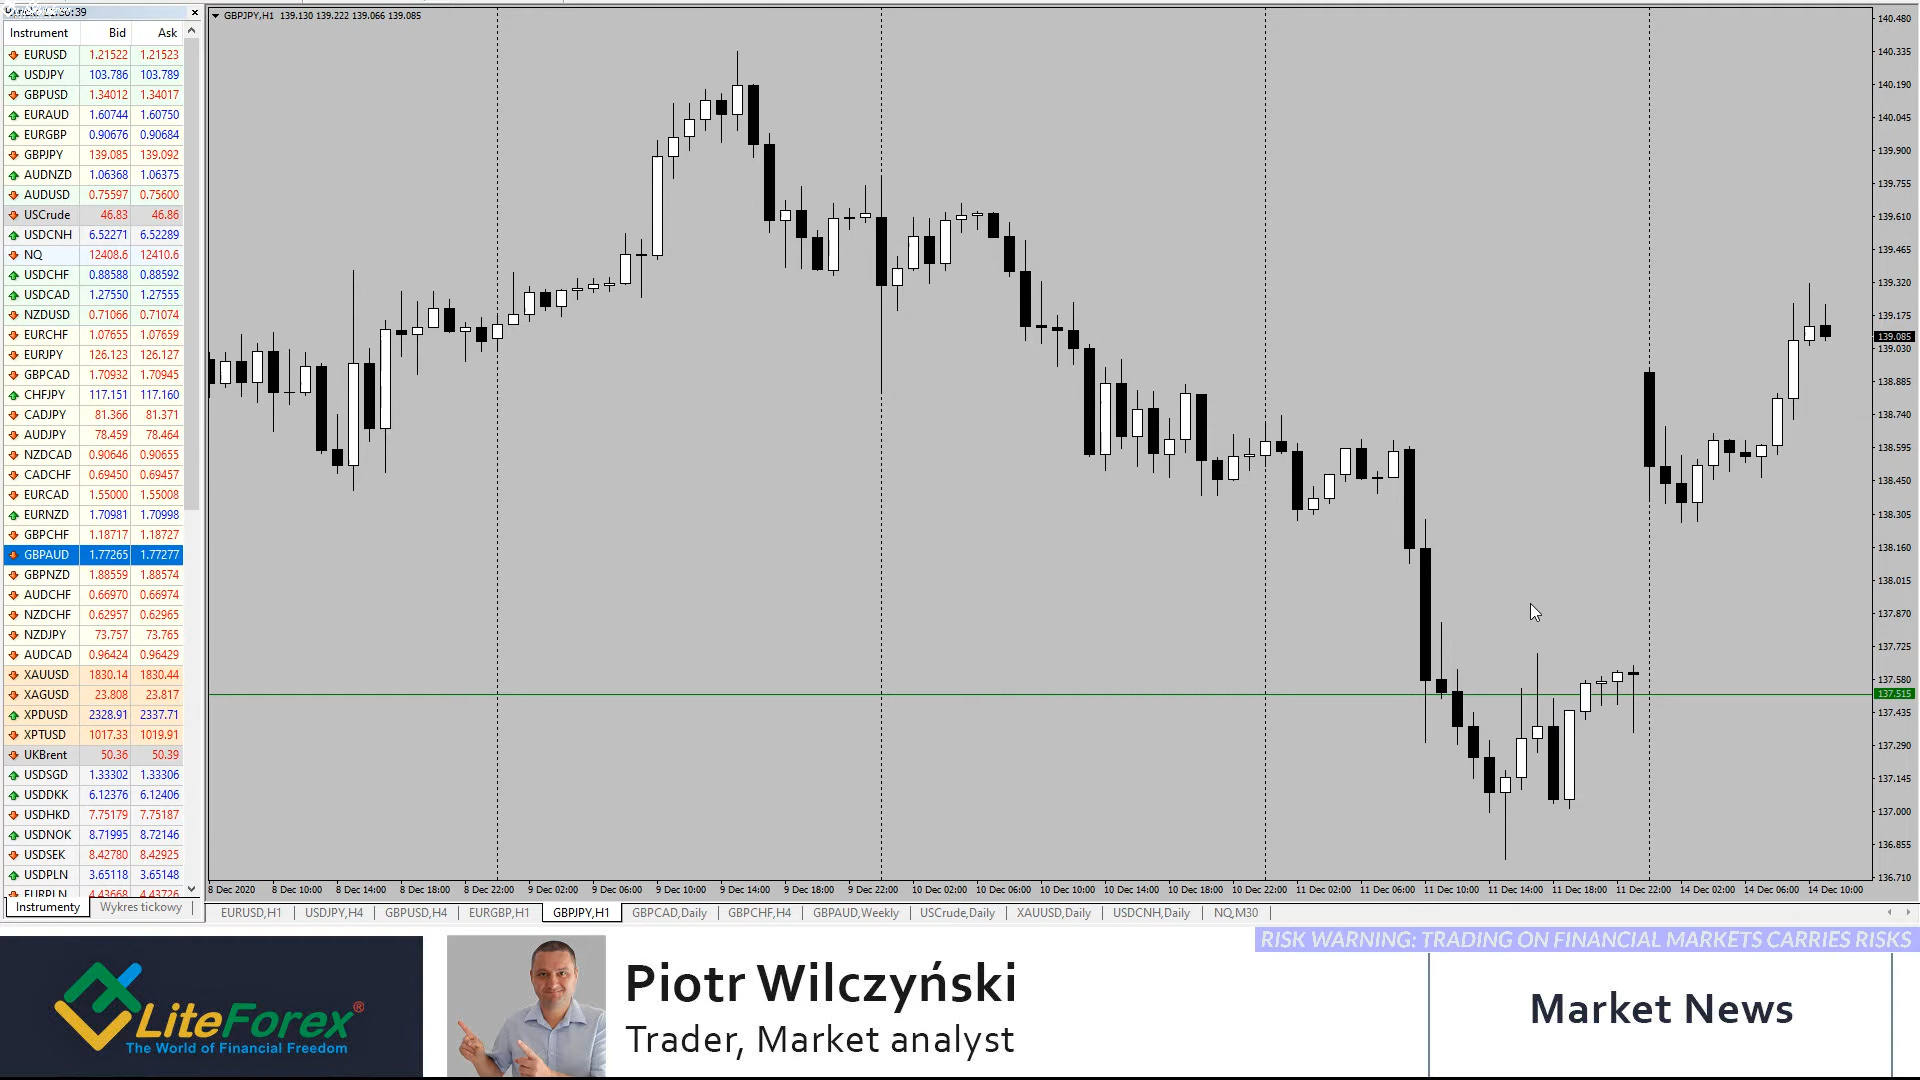 GBPJPY,H1 139.130 139.222 139.066 139.085
Instrument Bid Ask
EURUSD 1.21522 1.21523
USDJPY 103.786 103.789
GBPUSD 1.34012 1.34017
EURAUD 1.60744 1.60750
EURGBP 0.90676 0.90684
GBPJPY 139.085 139.092
AUDNZD 1.06368 1.06375
AUDUSD 0.75597 0.75600
USCrude 46.83 46.86
USDCNH 6.52271 6.52289
NQ 12408.6 12410.6
USDCHF 0.88588 0.88592
USDCAD 1.27550 1.27555
NZDUSD 0.71066 0.71074
EURCHF 1.07655 1.07659
EURJPY 126.123 126.127
GBPCAD 1.70932 1.70945
CHFJPY 117.151 117.160
CADJPY 81.366 81.371
AUDJPY 78.459 78.464
NZDCAD 0.90646 0.90655
CADCHF 0.69450 0.69457
EURCAD 1.55000 1.55008
EURNZD 1.70981 1.70998
GBPCHF 1.18717 1.18727
GBPAUD 1.77265 1.77277
GBPNZD 1.88559 1.88574
AUDCHF 0.66970 0.66974
NZDCHF 0.62957 0.62965
NZDJPY 73.757 73.765
AUDCAD 0.96424 0.96429
XAUUSD 1830.14 1830.44
XAGUSD 23.808 23.817
XPDUSD 2328.91 2337.71
XPTUSD 1017.33 1019.91
UKBrent 50.36 50.39
USDSGD 1.33302 1.33306
USDDKK 6.12376 6.12406
USDHKD 7.75179 7.75187
USDNOK 8.71995 8.72146
USDSEK 8.42780 8.42925
USDPLN 3.65118 3.65148
EURPLN 4.43668 4.43726
Instrumenty Wykres tickowy
140.480
140.335
140.190
140.045
139.900
139.755
139.610
139.465
139.320
139.175
139.085
139.030
138.885
138.740
138.595
138.450
138.305
138.160
138.015
137.870
137.725
137.580
137.515
137.435
137.290
137.145
137.000
136.855
136.710
8 Dec 2020 8 Dec 10:00 8 Dec 14:00 8 Dec 18:00 8 Dec 22:00 9 Dec 02:00 9 Dec 06:00 9 Dec 10:00 9 Dec 14:00 9 Dec 18:00 9 Dec 22:00 10 Dec 02:00 10 Dec 06:00 10 Dec 10:00 10 Dec 14:00 10 Dec 18:00 10 Dec 22:00 11 Dec 02:00 11 Dec 06:00 11 Dec 10:00 11 Dec 14:00 11 Dec 18:00 11 Dec 22:00 14 Dec 02:00 14 Dec 06:00 14 Dec 10:00
EURUSD,H1 USDJPY,H4 GBPUSD,H4 EURGBP,H1 GBPJPY,H1 GBPCAD,Daily GBPCHF,H4 GBPAUD,Weekly USCrude,Daily XAUUSD,Daily USDCNH,Daily NQ,M30
RISK WARNING: TRADING ON FINANCIAL MARKETS CARRIES RISKS
LiteForex®
The World of Financial Freedom
Piotr Wilczyński
Trader, Market analyst
Market News